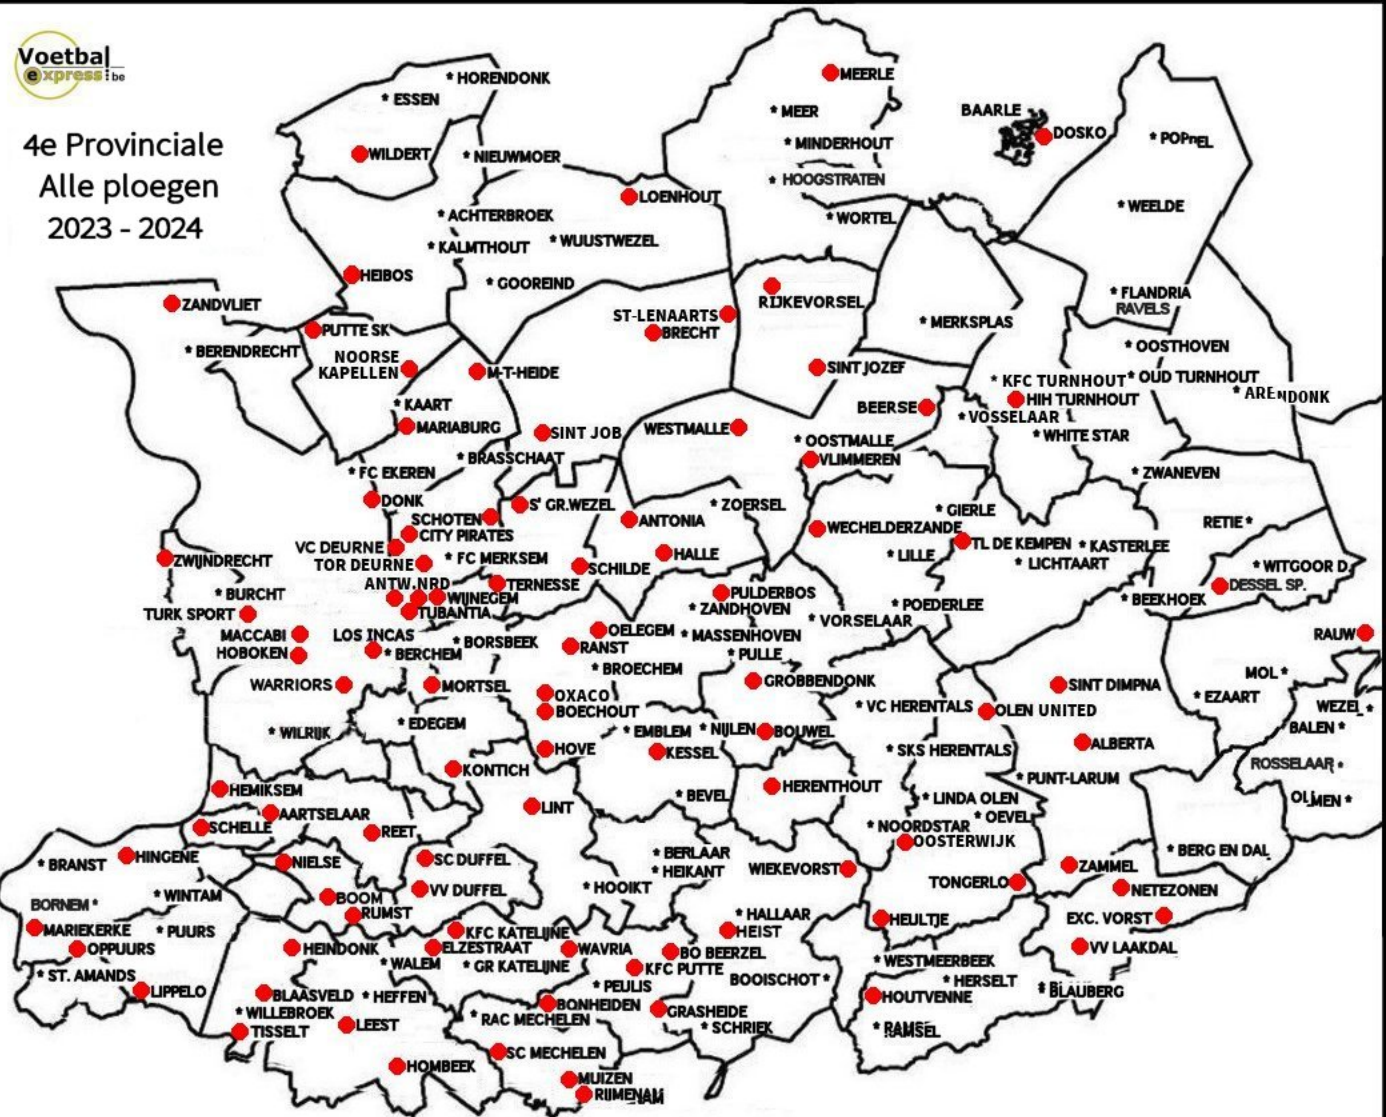 Voetbal
express.be
4e Provinciale
Alle ploegen
2023 - 2024
* HORENDONK
* ESSEN
WILDERT
* NIEUWMOER
MEERLE
* MEER
* MINDERHOUT
* HOOGSTRATEN
* WORTEL
BAARLE
DOSKO
* WEELDE
* FLANDRIA
RAVELS
LOENHOUT
* ACHTERBROEK
* KALMTHOUT
* WUUSTWEZEL
* GOOREIND
HEIBOS
ZANDVLIET
PUTTE SK
* BERENDRECHT
NOORSE
KAPELLEN
M-T-HEIDE
RIJKEVORSEL
ST-LENAARTS
BRECHT
* MERKSPLAS
* OOSTHOVEN
SINT JOZEF
* KFC TURNHOUT
* OUD TURNHOUT
HIH TURNHOUT
* ARENDONK
BEERSE
* VOSSELAAR
* WHITE STAR
* KAART
MARIABURG
SINT JOB
WESTMALLE
* OOSTMALLE
VLIMMEREN
* BRASSCHAAT
* FC EKEREN
* ZWANEVEN
DONK
S' GR.WEZEL
* ZOERSEL
* GIERLE
SCHOTEN
ANTONIA
RETIE *
CITY PIRATES
WECHELDERZANDE
TL DE KEMPEN
* KASTERLEE
VC DEURNE
TOR DEURNE
* FC MERKSEM
HALLE
* LILLE
* LICHTAART
* WITGOOR D.
ZWIJNDRECHT
SCHILDE
ANTW.NRD
TERNESSE
PULDERBOS
DESSEL SP.
* BURCHT
WIJNEGEM
* ZANDHOVEN
* POEDERLEE
* BEEKHOEK
TURK SPORT
TUBANTIA
* VORSELAAR
MACCABI
LOS INCAS
OELEGEM
* MASSENHOVEN
RAUW
HOBOKEN
* BERCHEM
* BORSBEEK
RANST
* PULLE
* BROECHEM
MOL *
WARRIORS
MORTSEL
OXACO
GROBBENDONK
SINT DIMPNA
* EZAART
WEZEL *
BOECHOUT
* VC HERENTALS
OLEN UNITED
* WILRIJK
* EDEGEM
* EMBLEM
* NIJLEN
BOUWEL
BALEN *
HOVE
KESSEL
* SKS HERENTALS
ALBERTA
ROSSELAAR *
KONTICH
* PUNT-LARUM
HEMIKSEM
HERENTHOUT
LINT
* BEVEL
* LINDA OLEN
AARTSELAAR
* OEVEL
SCHELLE
REET
* NOORDSTAR
OOSTERWIJK
* BRANST
HINGENE
NIELSE
SC DUFFEL
* BERLAAR
* HEIKANT
WIEKEVORST
ZAMMEL
* BERG EN DAL
* WINTAM
BOOM
VV DUFFEL
* HOOIKT
TONGERLO
NETEZONEN
BORNEM *
RUMST
* HALLAAR
HEIST
HEULTJE
EXC. VORST
MARIEKERKE
* PUURS
KFC KATELIJNE
OPPUURS
HEINDONK
ELZESTRAAT
WAVRIA
BO BEERZEL
VV LAAKDAL
* WALEM
* GR KATELIJNE
KFC PUTTE
* WESTMEERBEEK
* ST. AMANDS
BOOISCHOT *
* HERSELT
LIPPELO
BLAASVELD
* HEFFEN
* PEULIS
HOUTVENNE
BLAUBERG
* WILLEBROEK
BONHEIDEN
GRASHEIDE
TISSELT
LEEST
* RAC MECHELEN
* SCHRIEK
SC MECHELEN
HOMBEEK
MUIZEN
RIJMENAM